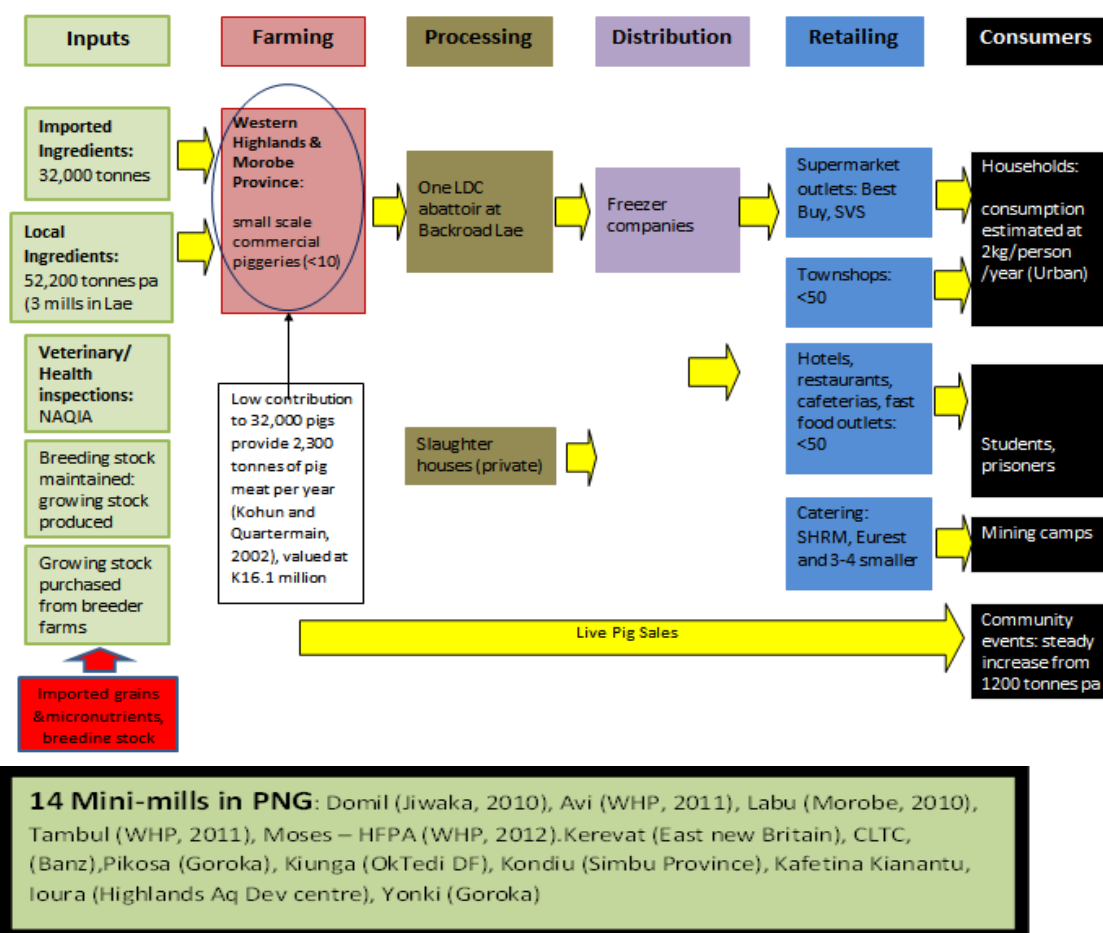 Inputs
Farming
Processing
Distribution
Retailing
Consumers
Imported
Ingredients:
32,000 tonnes
Local
Ingredients:
52,200 tonnes pa
(3 mills in Lae
Veterinary/
Health
inspections:
NAQIA
Breeding stock
maintained:
growing stock
produced
Growing stock
purchased
from breeder
farms
Imported grains
&micronutrients,
breeding stock
Western
Highlands &
Morobe
Province:
small scale
commercial
piggeries (<10)
Low contribution
to 32,000 pigs
provide 2,300
tonnes of pig
meat per year
(Kohun and
Quartermain,
2002), valued at
K16.1 million
One LDC
abattoir at
Backroad Lae
Slaughter
houses (private)
Freezer
companies
Supermarket
outlets: Best
Buy, SVS
Townshops:
<50
Hotels,
restaurants,
cafeterias, fast
food outlets:
<50
Catering:
SHRM, Eurest
and 3-4 smaller
Households:
consumption
estimated at
2kg/person
/year (Urban)
Students,
prisoners
Mining camps
Live Pig Sales
Community
events: steady
increase from
1200 tonnes pa
14 Mini-mills in PNG: Domil (Jiwaka, 2010), Avi (WHP, 2011), Labu (Morobe, 2010),
Tambul (WHP, 2011), Moses – HFPA (WHP, 2012).Kerevat (East new Britain), CLTC,
(Banz),Pikosa (Goroka), Kiunga (OkTedi DF), Kondiu (Simbu Province), Kafetina Kianantu,
Ioura (Highlands Aq Dev centre), Yonki (Goroka)